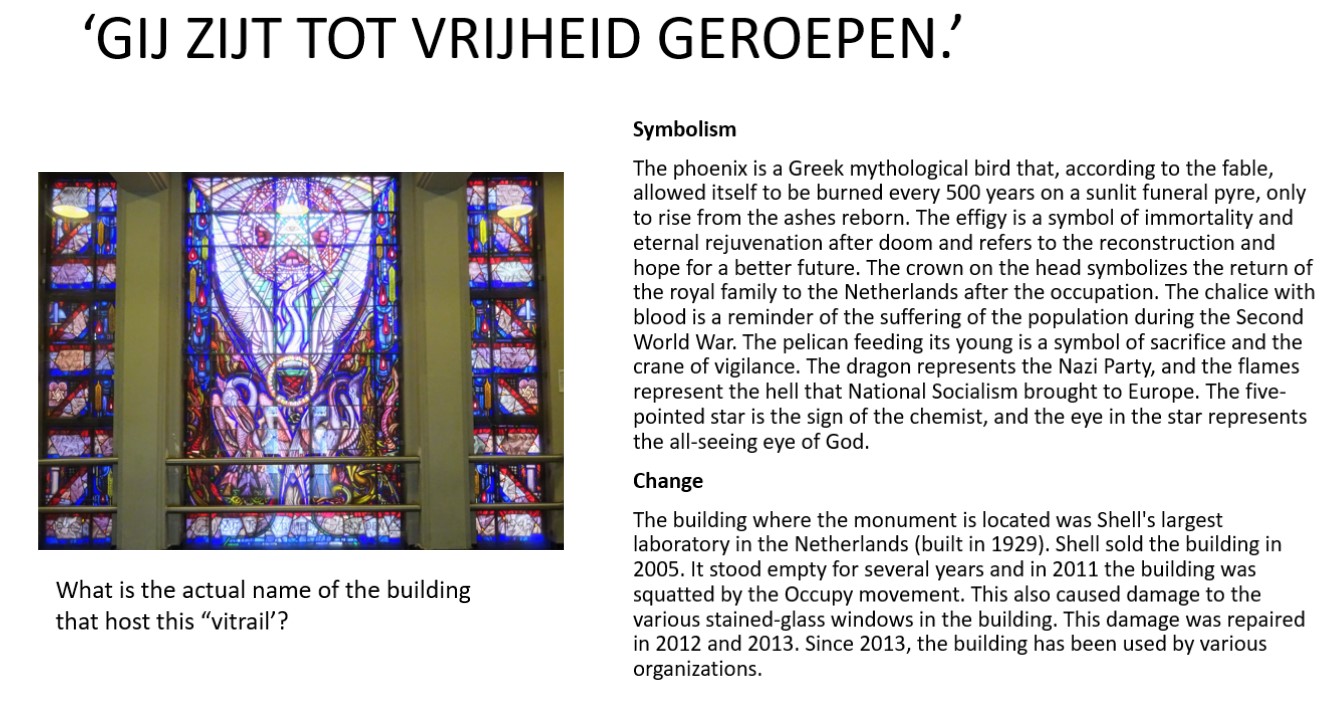 ‘GIJ ZIJT TOT VRIJHEID GEROEPEN.’
Symbolism
The phoenix is a Greek mythological bird that, according to the fable,
allowed itself to be burned every 500 years on a sunlit funeral pyre, only
to rise from the ashes reborn. The effigy is a symbol of immortality and
eternal rejuvenation after doom and refers to the reconstruction and
hope for a better future. The crown on the head symbolizes the return of
the royal family to the Netherlands after the occupation. The chalice with
blood is a reminder of the suffering of the population during the Second
World War. The pelican feeding its young is a symbol of sacrifice and the
crane of vigilance. The dragon represents the Nazi Party, and the flames
represent the hell that National Socialism brought to Europe. The five-
pointed star is the sign of the chemist, and the eye in the star represents
the all-seeing eye of God.
Change
The building where the monument is located was Shell's largest
laboratory in the Netherlands (built in 1929). Shell sold the building in
2005. It stood empty for several years and in 2011 the building was
squatted by the Occupy movement. This also caused damage to the
various stained-glass windows in the building. This damage was repaired
in 2012 and 2013. Since 2013, the building has been used by various
organizations.
What is the actual name of the building
that host this “vitrail’?